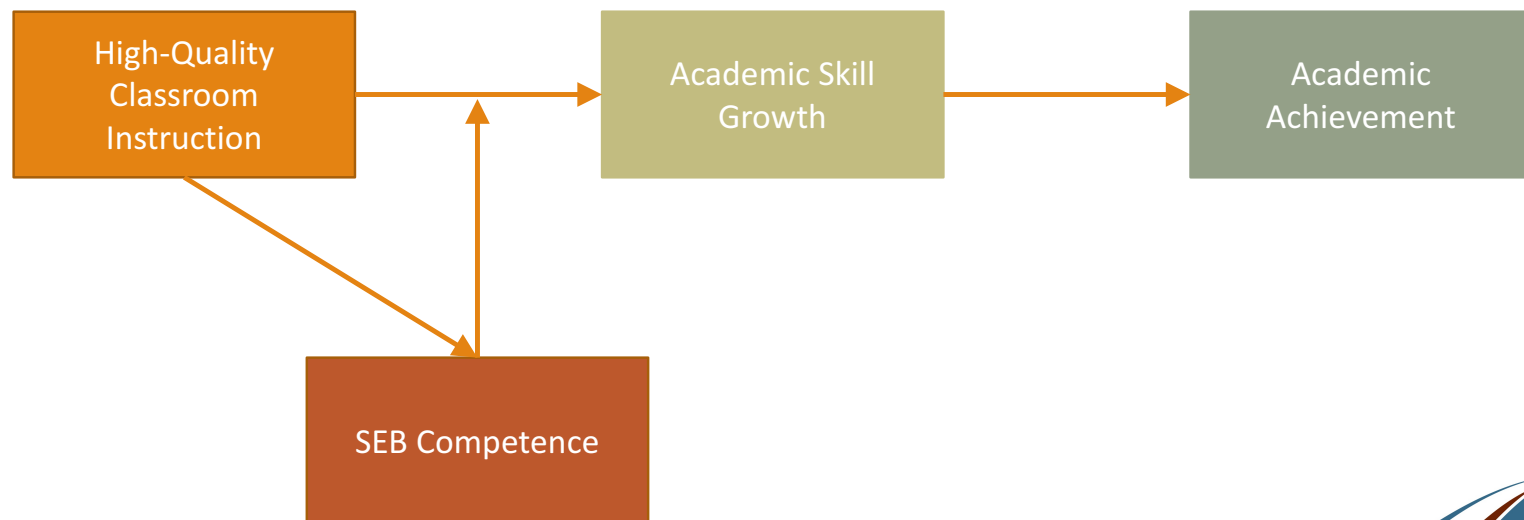 High-Quality
Classroom
Instruction
Academic Skill
Growth
Academic
Achievement
SEB Competence